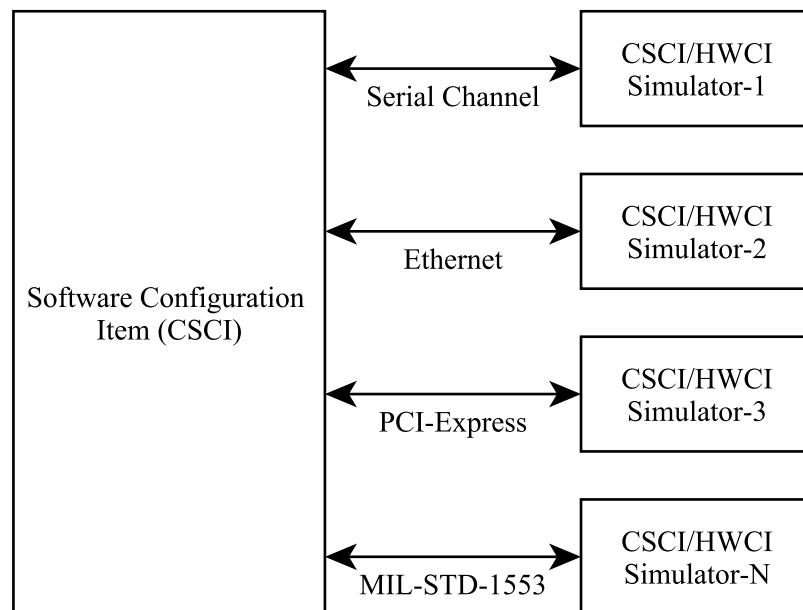 Software Configuration
Item (CSCI)
Serial Channel
CSCI/HWCI
Simulator-1
Ethernet
CSCI/HWCI
Simulator-2
PCI-Express
CSCI/HWCI
Simulator-3
MIL-STD-1553
CSCI/HWCI
Simulator-N